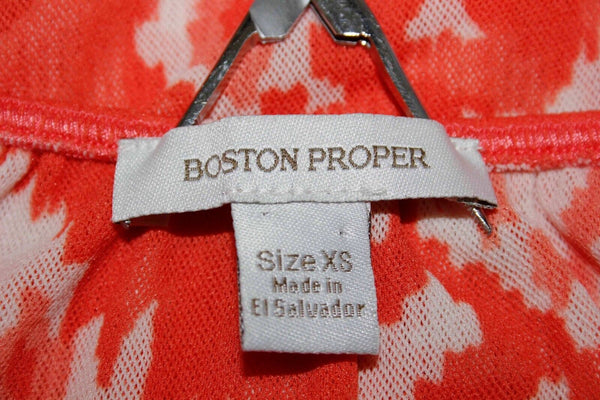 BOSTON PROPER
Size XS
Made in
El Salvador